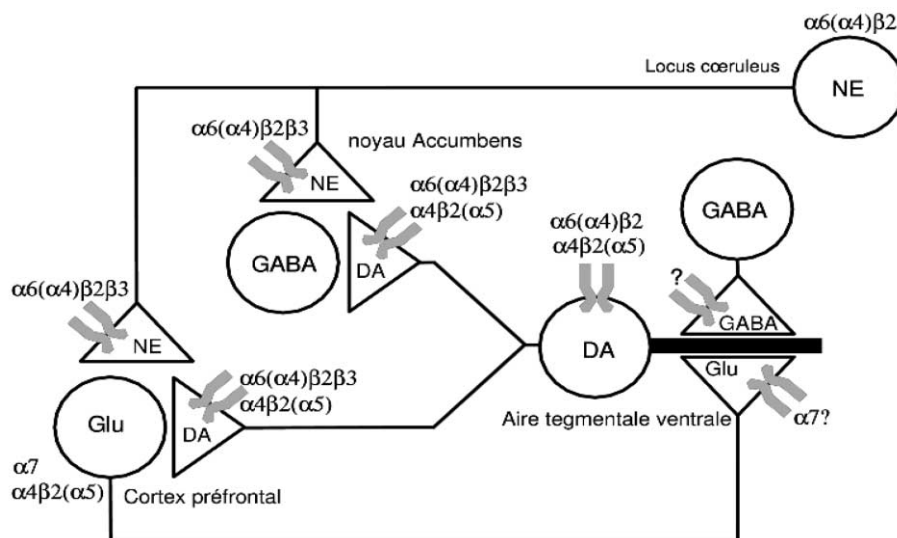 α6(α4)β2
Locus cœruleus
NE
α6(α4)β2β3
noyau Accumbens
NE
α6(α4)β2β3
α4β2(α5)
GABA
DA
α6(α4)β2
α4β2(α5)
GABA
?
GABA
α6(α4)β2β3
NE
DA
Glu
α6(α4)β2β3
α4β2(α5)
Glu
DA
Aire tegmentale ventrale
α7?
α7
α4β2(α5)
Cortex préfrontal